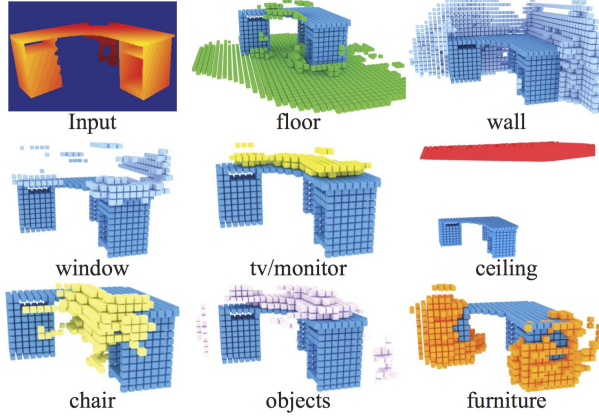 Input
floor
wall
window
tv/monitor
ceiling
chair
objects
furniture